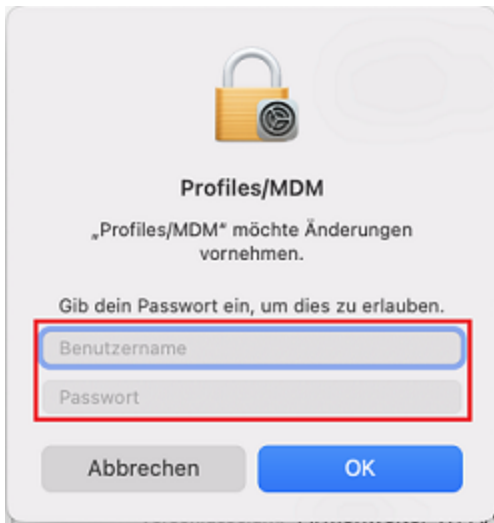 Profiles/MDM
„Profiles/MDM“ möchte Änderungen
vornehmen.
Gib dein Passwort ein, um dies zu erlauben.
Benutzername
Passwort
Abbrechen
OK